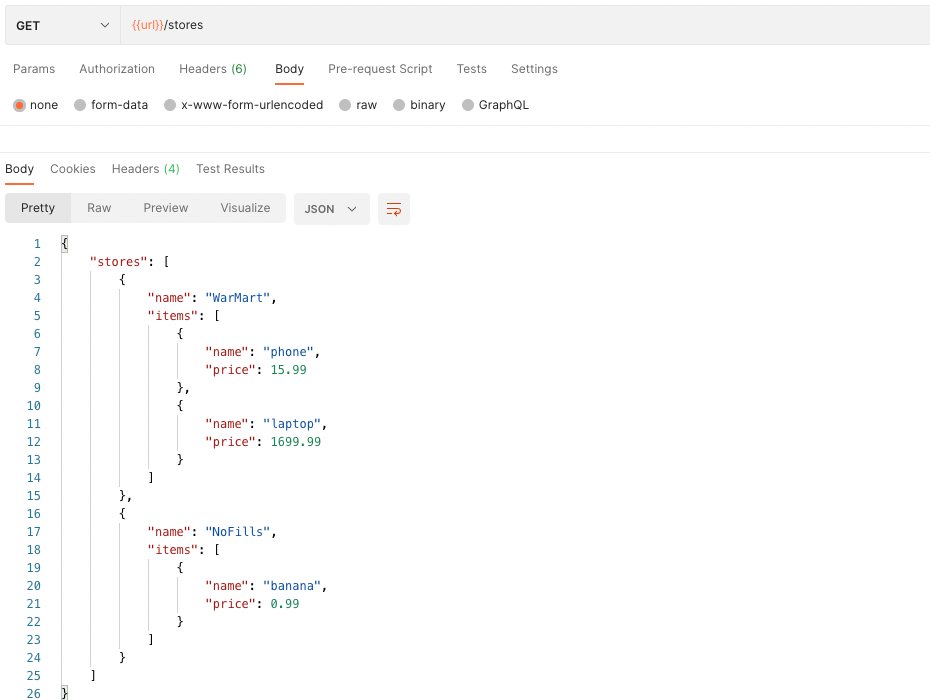 GET {{url}}/stores
Params Authorization Headers (6) Body Pre-request Script Tests Settings
none form-data x-www-form-urlencoded raw binary GraphQL
Body Cookies Headers (4) Test Results
Pretty Raw Preview Visualize JSON
1 {
2 "stores": [
3 {
4 "name": "WarMart",
5 "items": [
6 {
7 "name": "phone",
8 "price": 15.99
9 },
10 {
11 "name": "laptop",
12 "price": 1699.99
13 }
14 ]
15 },
16 {
17 "name": "NoFills",
18 "items": [
19 {
20 "name": "banana",
21 "price": 0.99
22 }
23 ]
24 }
25 ]
26 }